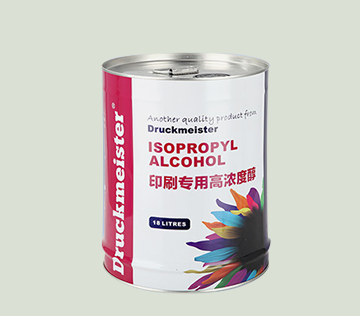 Druckmeister®
Another quality product from
Druckmeister
ISOPROPYL
ALCOHOL
印刷专用高浓度醇
18 LITRES